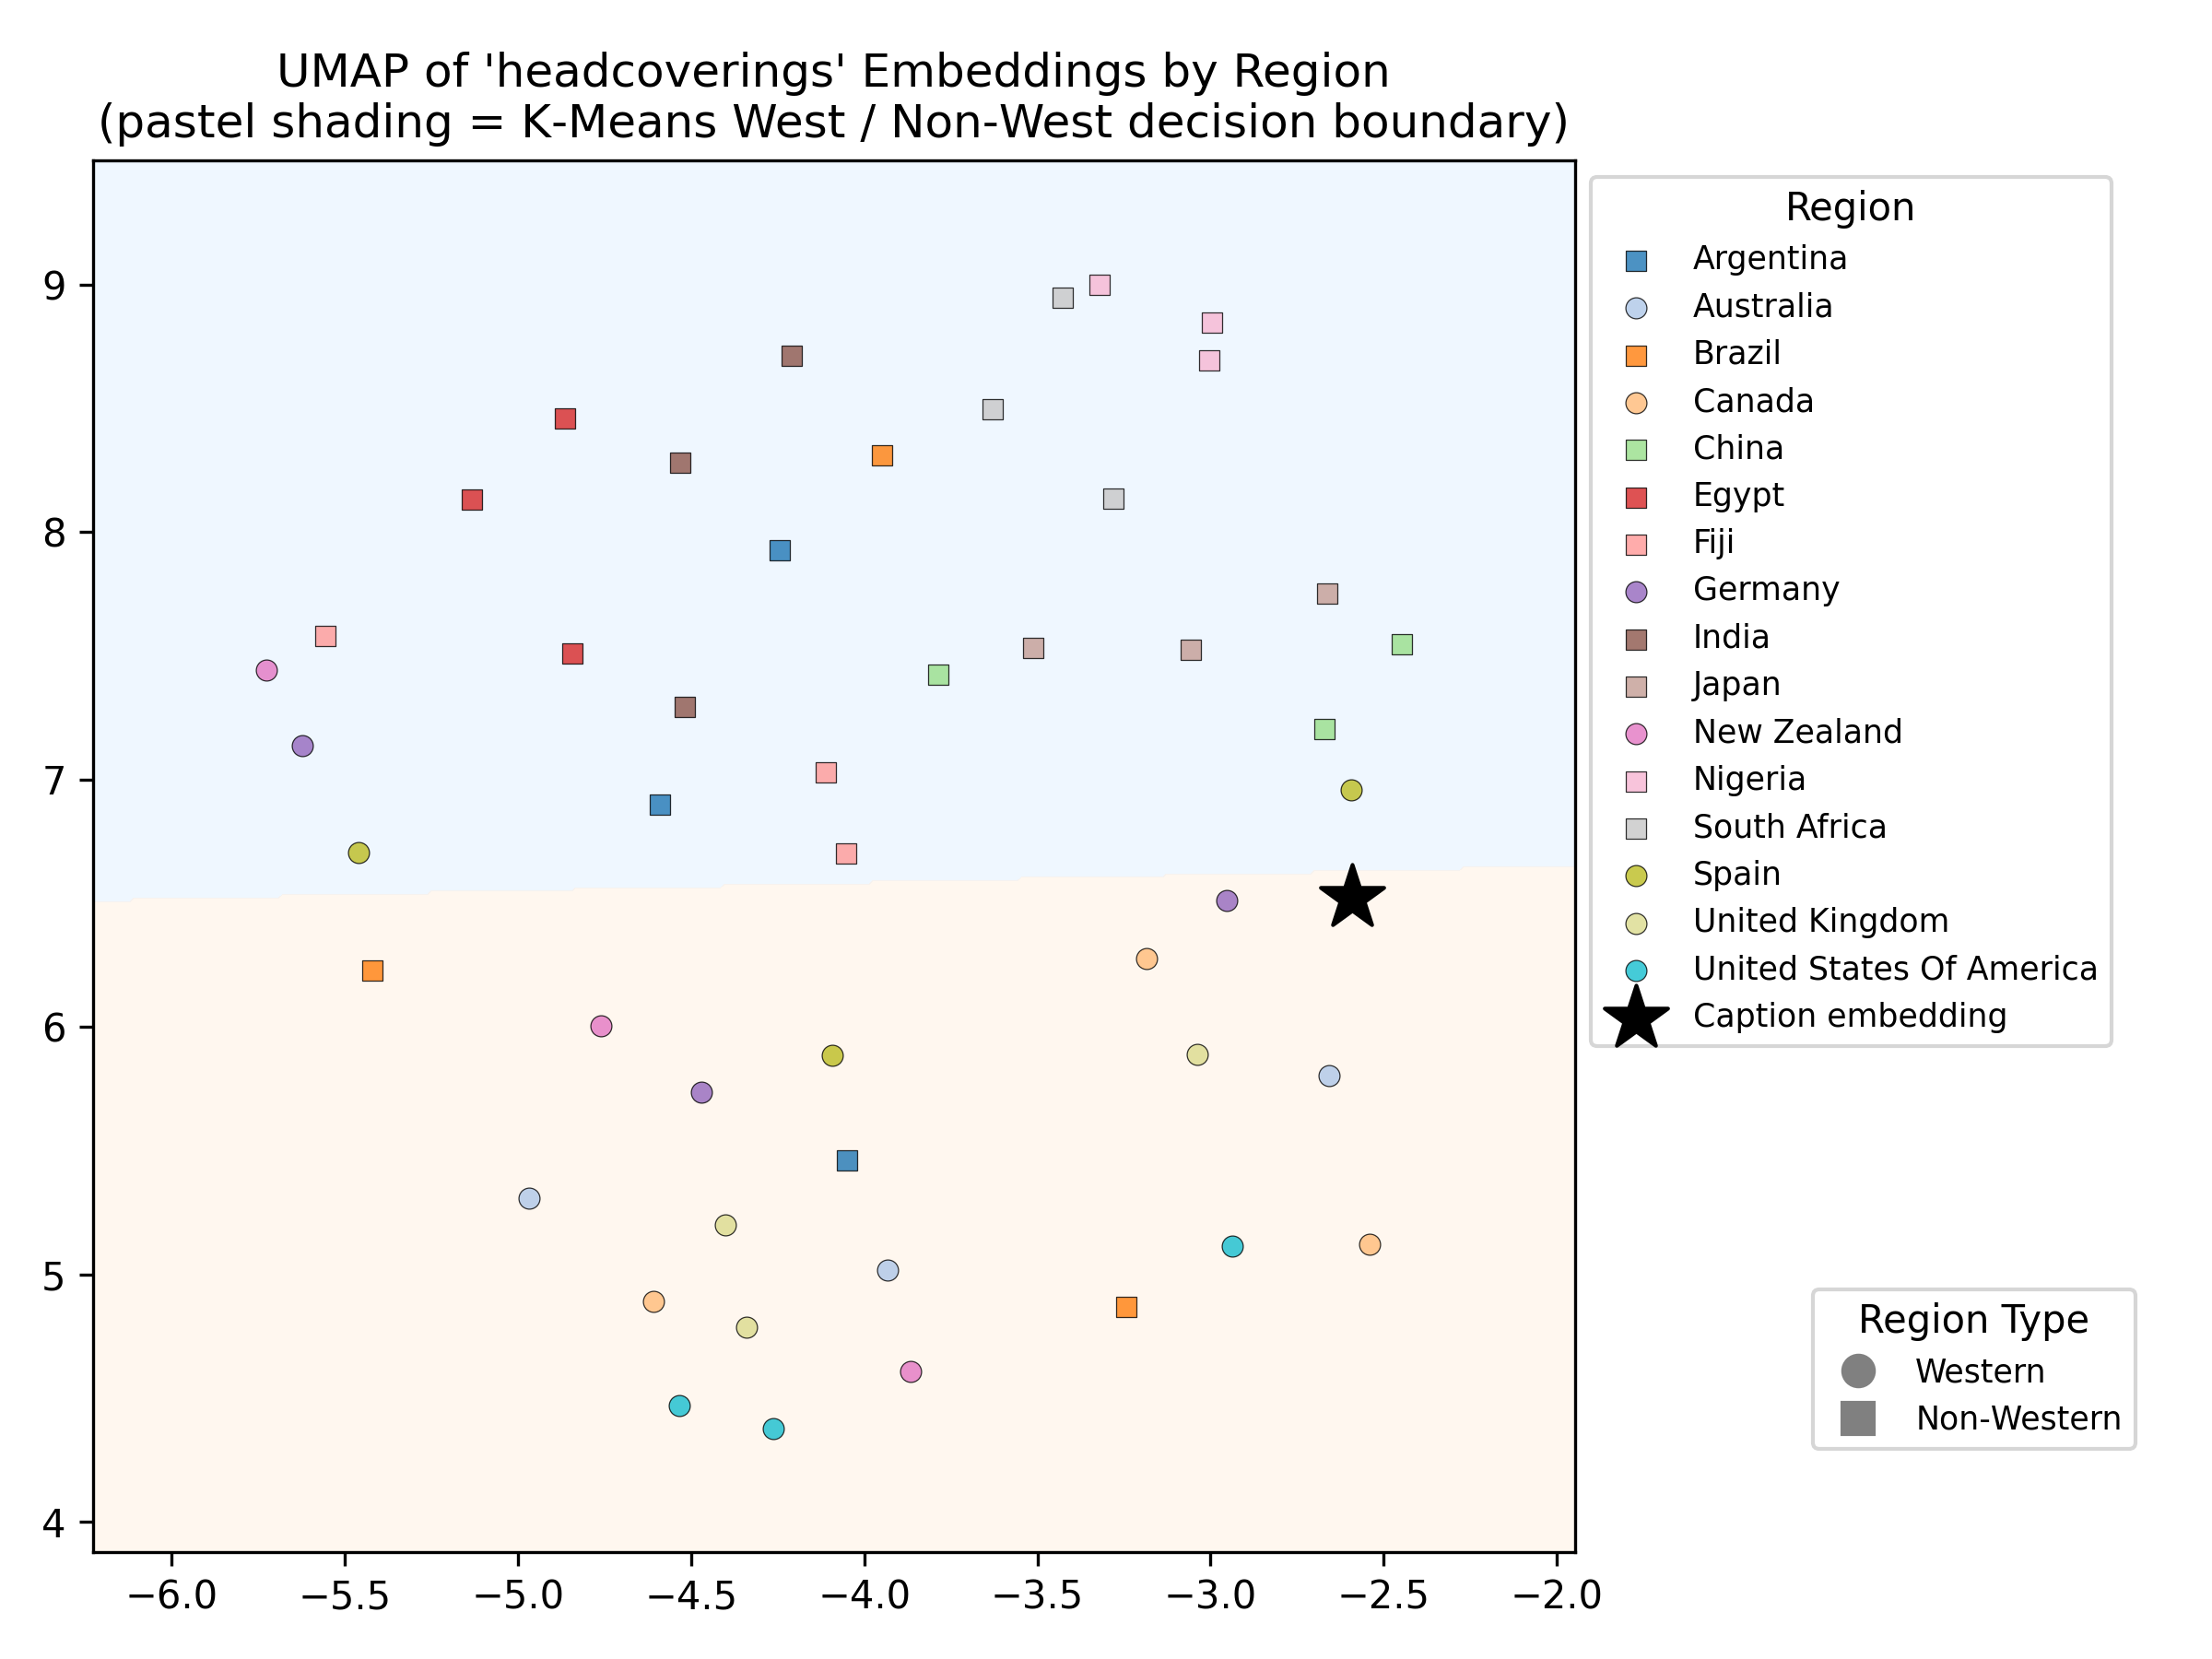 UMAP of 'headcoverings' Embeddings by Region
(pastel shading = K-Means West / Non-West decision boundary)
9
8
7
6
5
4
−6.0
−5.5
−5.0
−4.5
−4.0
−3.5
−3.0
−2.5
−2.0
Region
Argentina
Australia
Brazil
Canada
China
Egypt
Fiji
Germany
India
Japan
New Zealand
Nigeria
South Africa
Spain
United Kingdom
United States Of America
Caption embedding
Region Type
Western
Non-Western